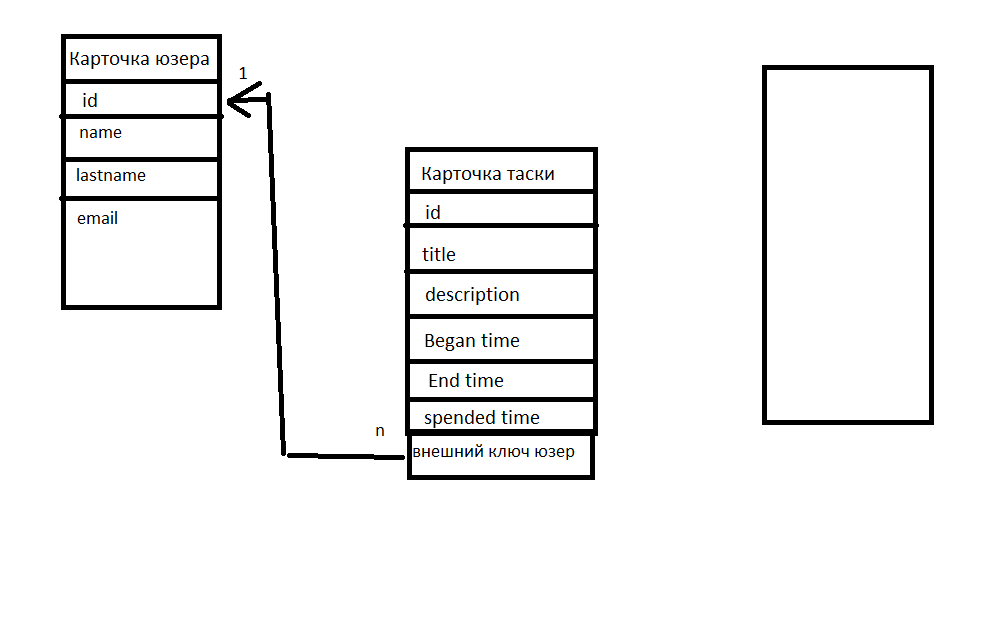 Карточка юзера
id
name
lastname
email
1
Карточка таски
id
title
description
Began time
End time
spended time
внешний ключ юзер
n